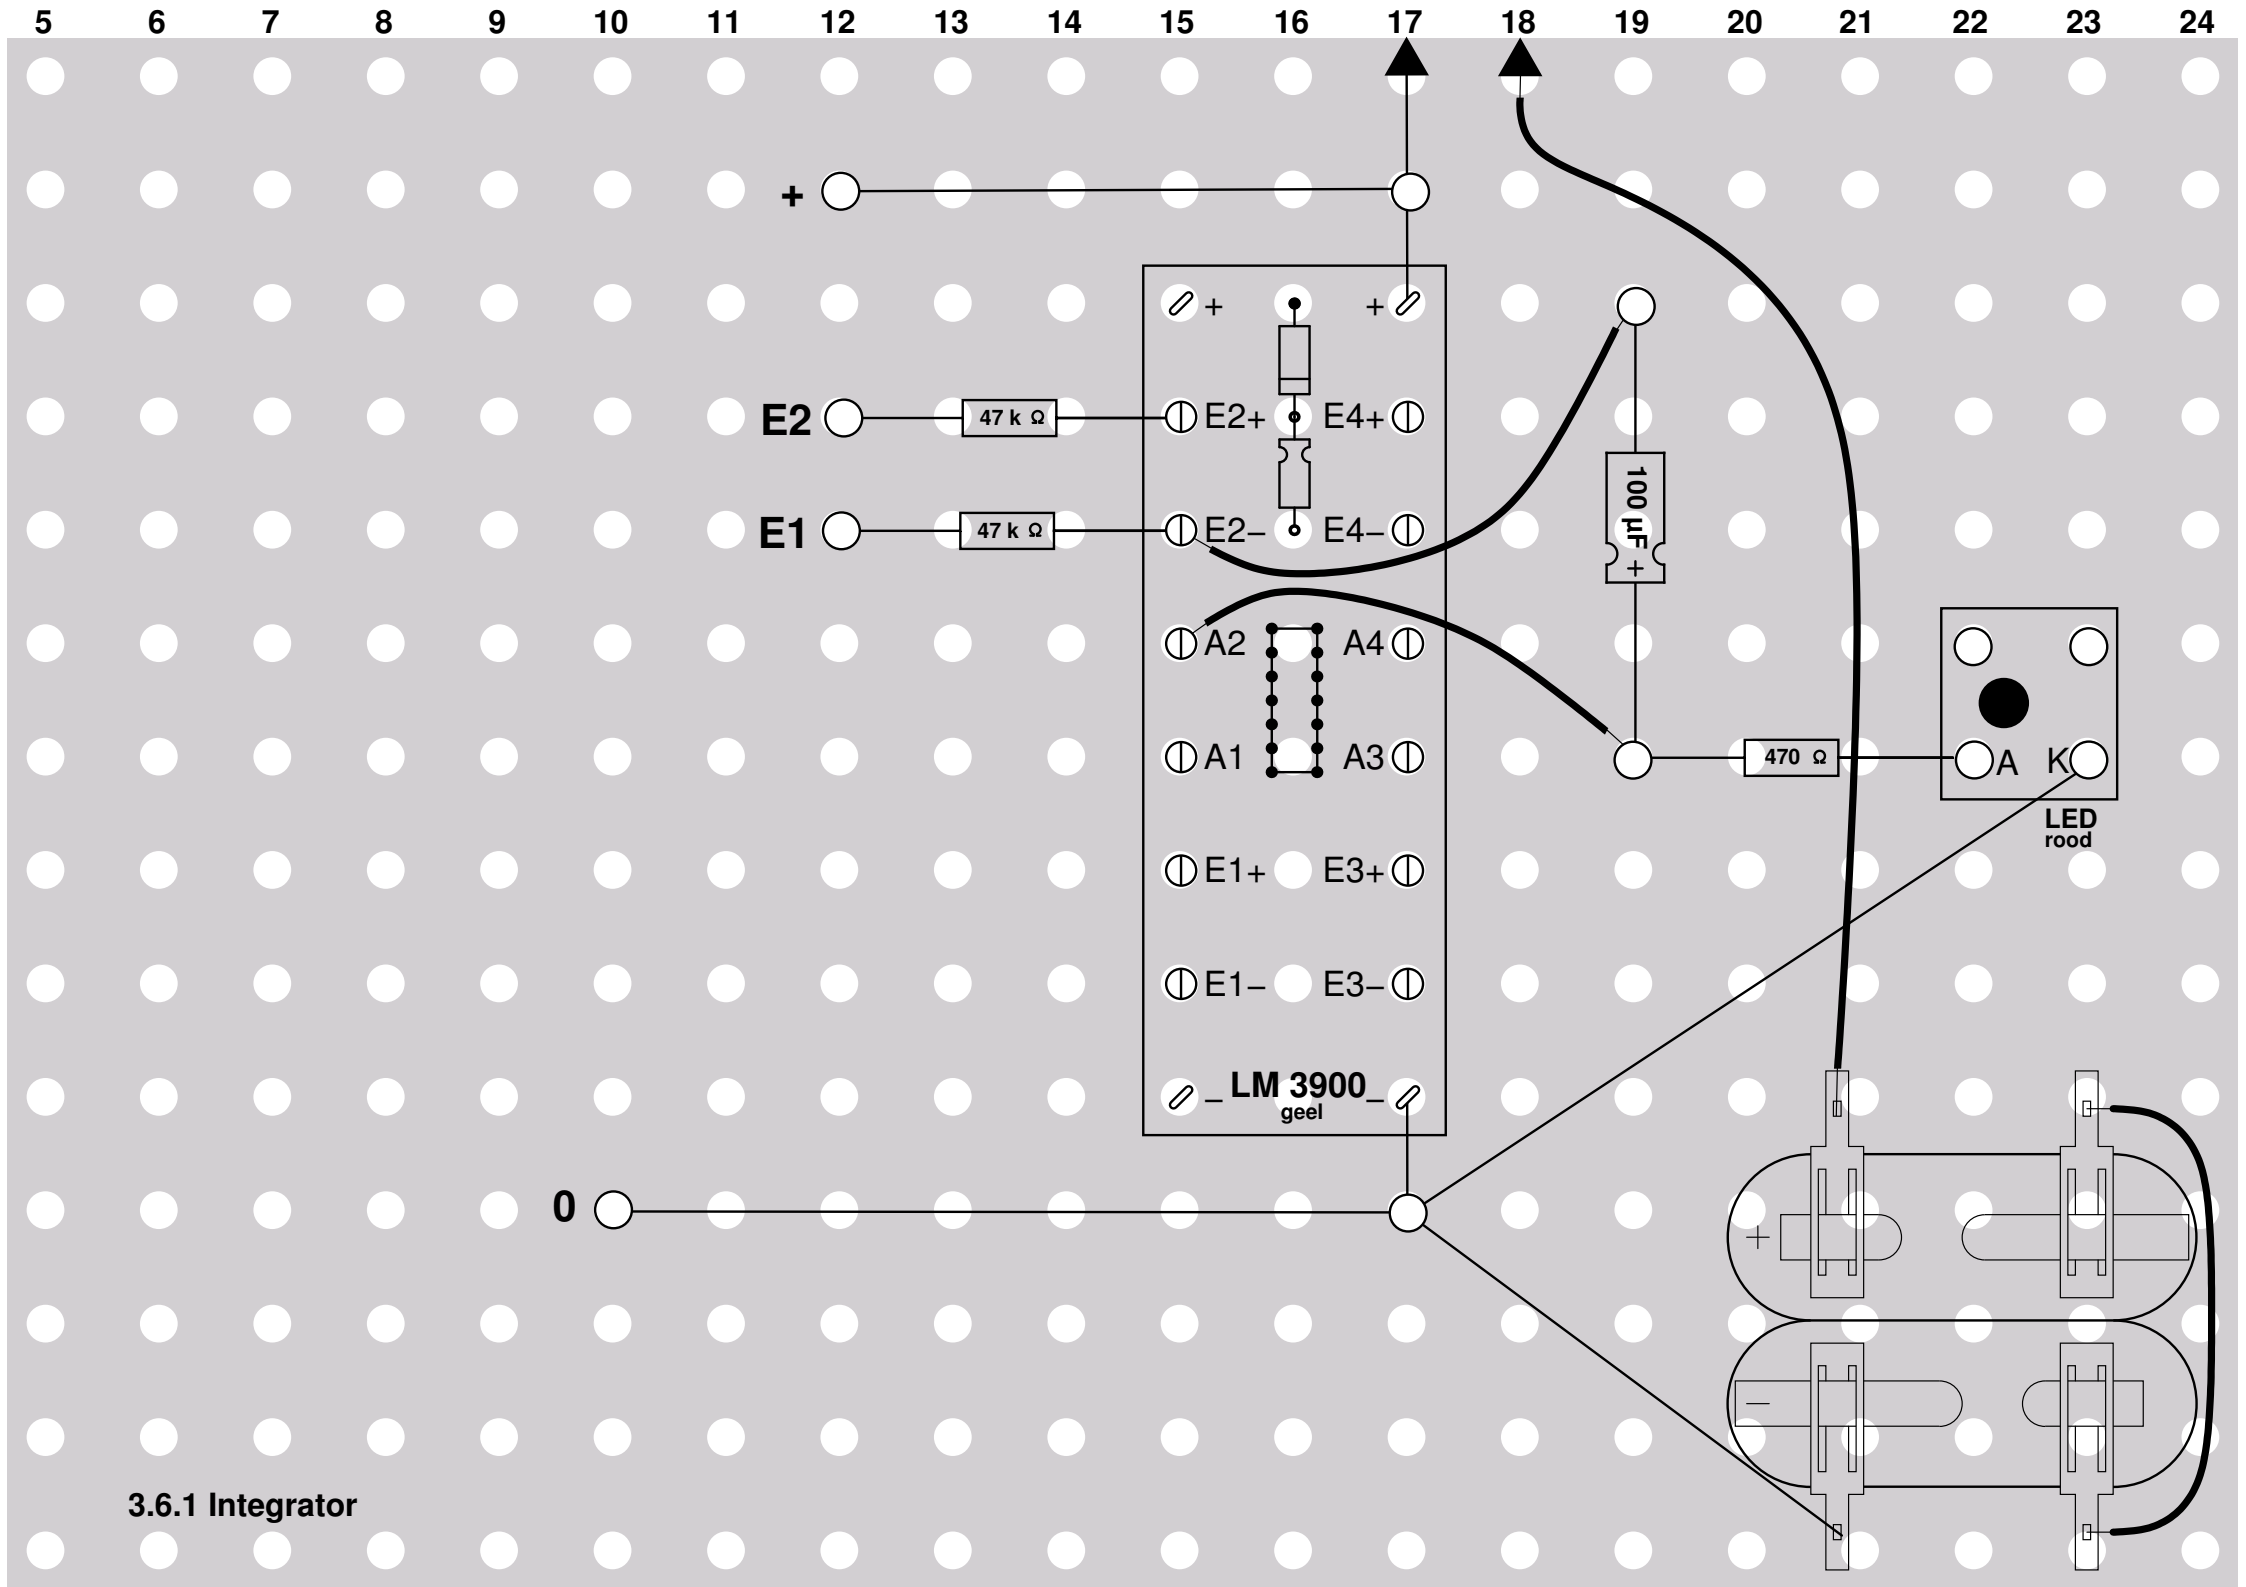 5 6 7 8 9 10 11 12 13 14 15 16 17 18 19 20 21 22 23 24
+
+ +
E2 47 k Ω E2+ E4+
100 µF +
E1 47 k Ω E2− E4−
A2 A4
A1 A3 470 Ω A K
LED
rood
E1+ E3+
E1− E3−
− LM 3900 −
geel
0
+
−
3.6.1 Integrator